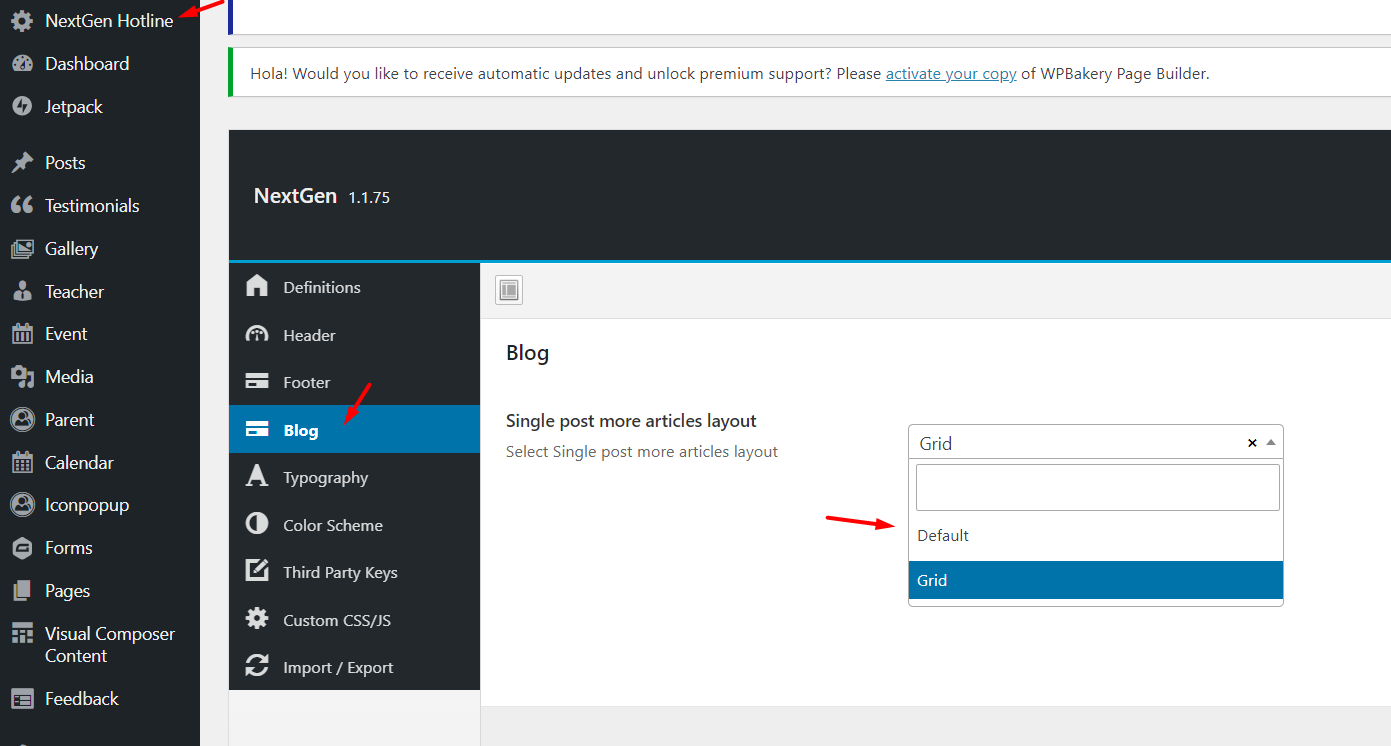 NextGen Hotline
Dashboard
Jetpack
Posts
Testimonials
Gallery
Teacher
Event
Media
Parent
Calendar
Iconpopup
Forms
Pages
Visual Composer
Content
Feedback
Hola! Would you like to receive automatic updates and unlock premium support? Please activate your copy of WPBakery Page Builder.
NextGen 1.1.75
Definitions
Header
Footer
Blog
Typography
Color Scheme
Third Party Keys
Custom CSS/JS
Import / Export
Blog
Single post more articles layout
Select Single post more articles layout
Grid ×
Default
Grid